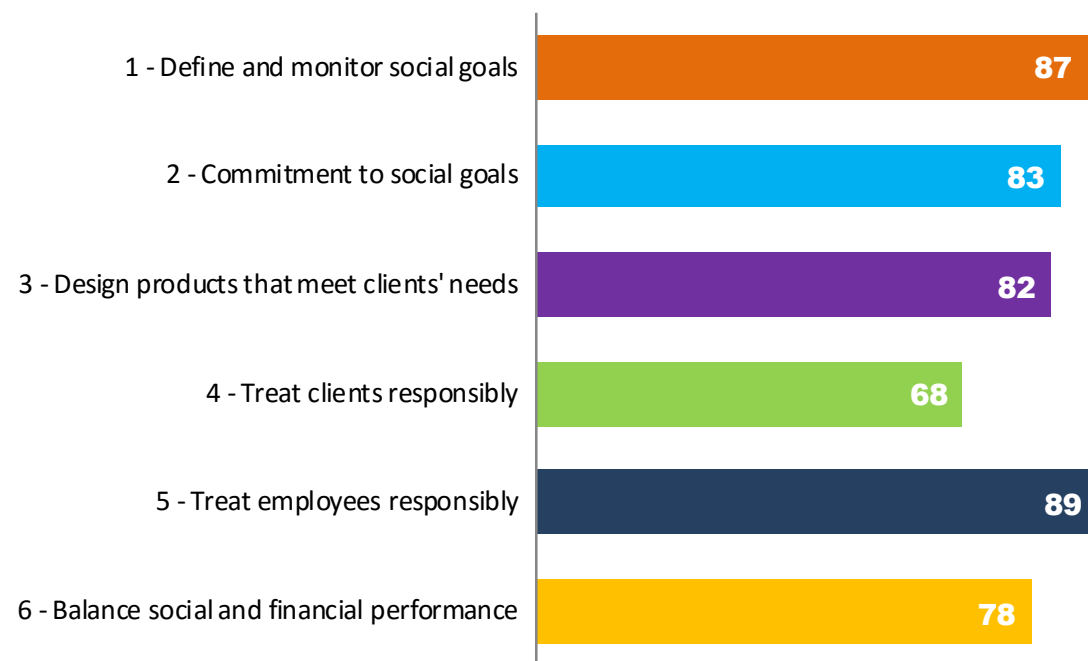 1 - Define and monitor social goals 87
2 - Commitment to social goals 83
3 - Design products that meet clients' needs 82
4 - Treat clients responsibly 68
5 - Treat employees responsibly 89
6 - Balance social and financial performance 78